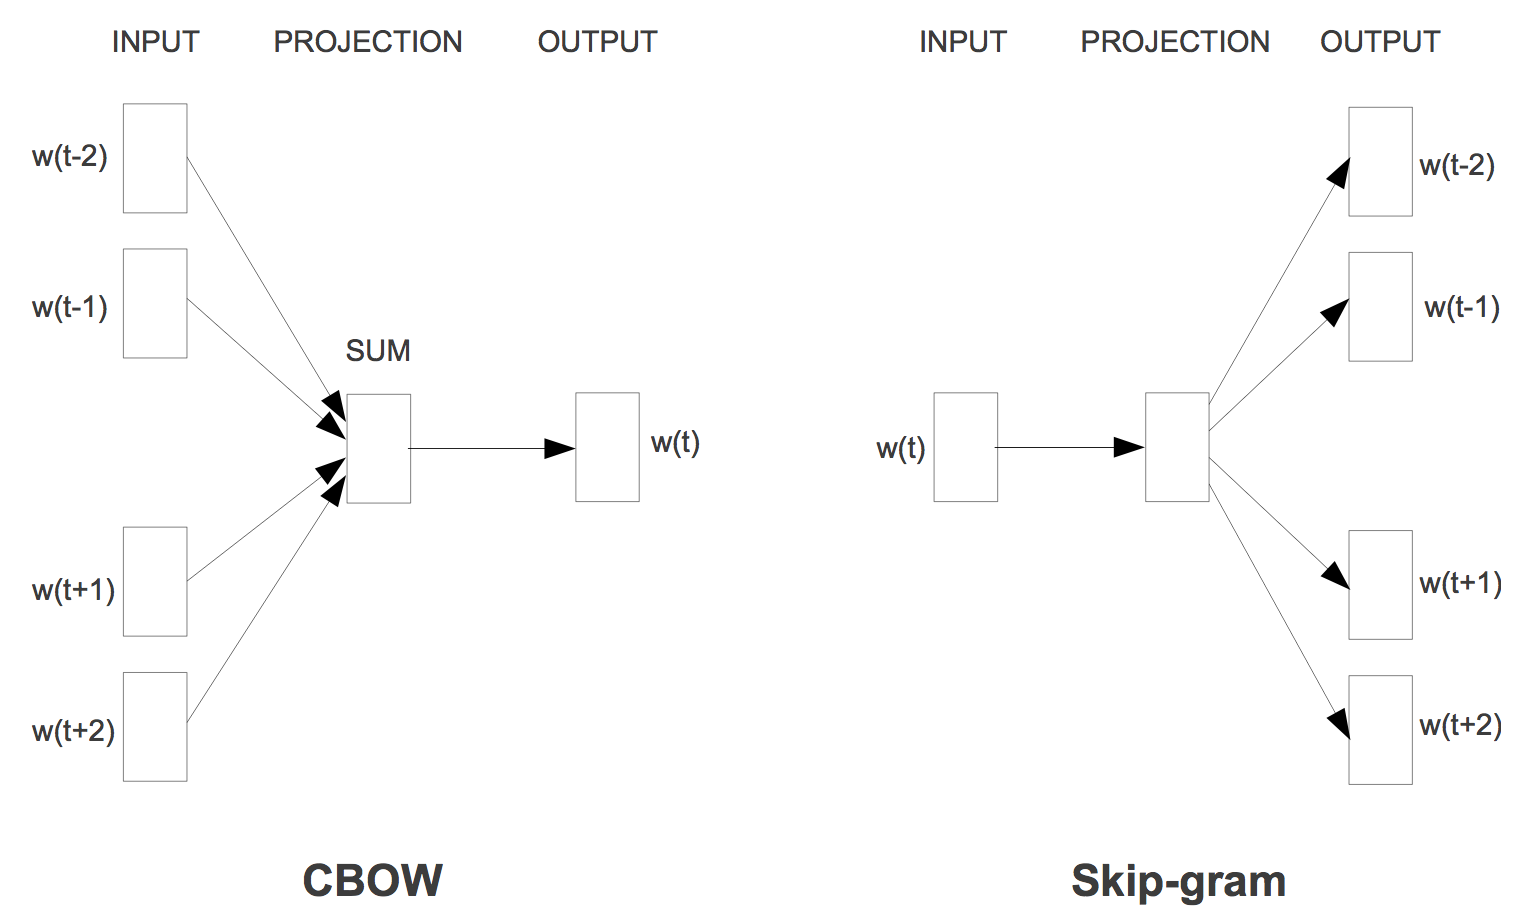 INPUT PROJECTION OUTPUT
w(t-2)
w(t-1)
SUM
w(t)
w(t+1)
w(t+2)
CBOW
INPUT PROJECTION OUTPUT
w(t-2)
w(t-1)
w(t)
w(t+1)
w(t+2)
Skip-gram